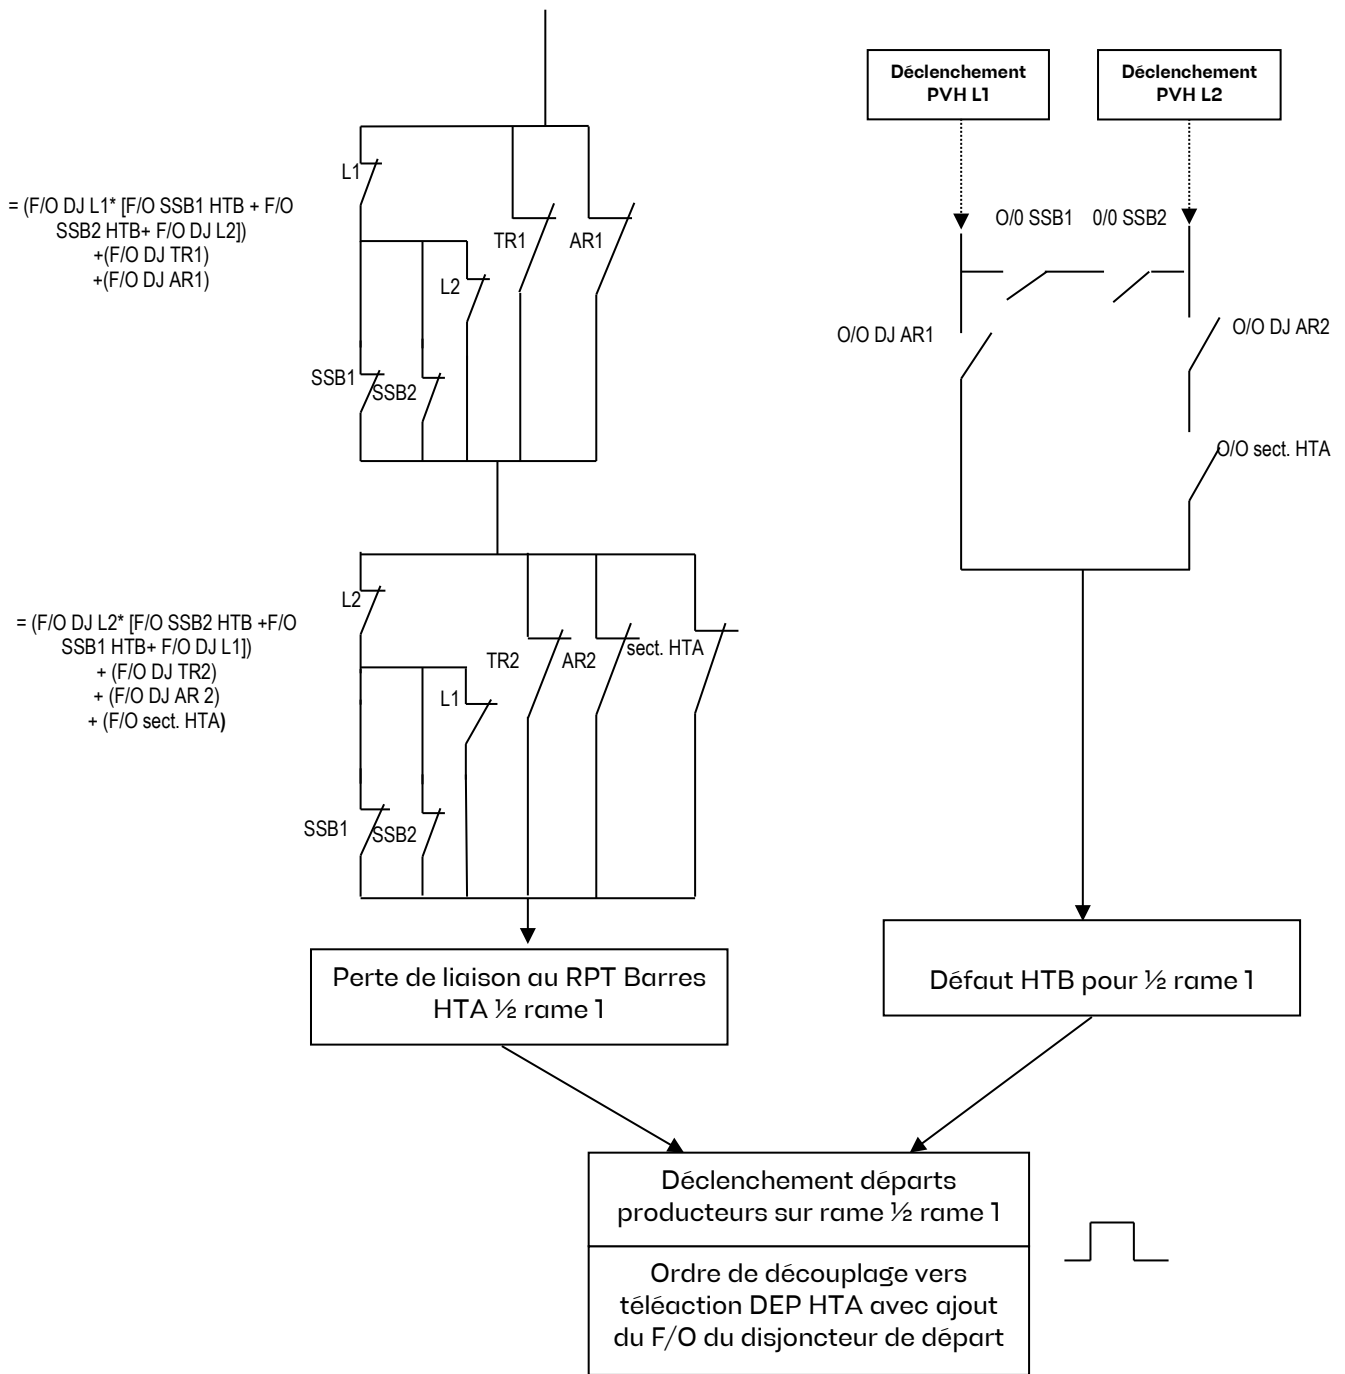 Déclenchement
PVH L1
Déclenchement
PVH L2
L1
= (F/O DJ L1* [F/O SSB1 HTB + F/O
SSB2 HTB+ F/O DJ L2])
+(F/O DJ TR1)
+(F/O DJ AR1)
TR1
AR1
L2
SSB1
SSB2
O/0 SSB1
0/0 SSB2
O/O DJ AR1
O/O DJ AR2
O/O sect. HTA
L2
= (F/O DJ L2* [F/O SSB2 HTB +F/O
SSB1 HTB+ F/O DJ L1])
+ (F/O DJ TR2)
+ (F/O DJ AR 2)
+ (F/O sect. HTA)
TR2
AR2
sect. HTA
L1
SSB1
SSB2
Perte de liaison au RPT Barres
HTA ½ rame 1
Défaut HTB pour ½ rame 1
Déclenchement départs
producteurs sur rame ½ rame 1
Ordre de découplage vers
téléaction DEP HTA avec ajout
du F/O du disjoncteur de départ